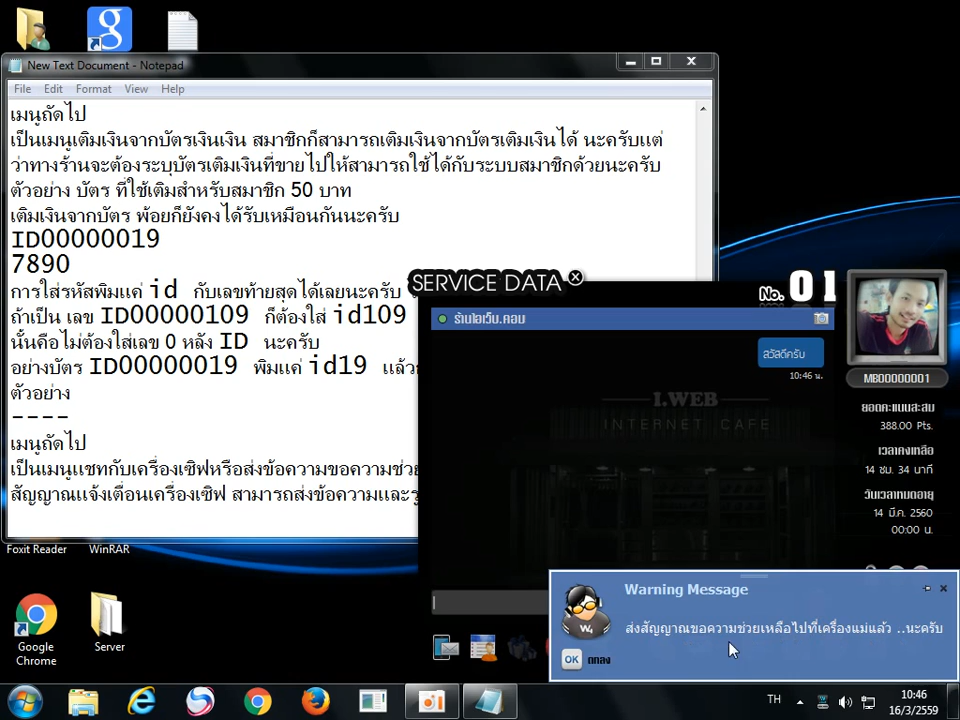 New Text Document - Notepad
File Edit Format View Help
เมนูถัดไป
เป็นเมนูเติมเงินจากบัตรเงินเงิน สมาชิกก็สามารถเติมเงินจากบัตรเติมเงินได้ นะครับแต่
ว่าทางร้านจะต้องระบุบัตรเติมเงินที่ขายไปให้สามารถใช้ได้กับระบบสมาชิกด้วยนะครับ
ตัวอย่าง บัตร ที่ใช้เติมสำหรับสมาชิก 50 บาท
เติมเงินจากบัตร พ้อยก็ยังคงได้รับเหมือนกันนะครับ
ID00000019
7890
การใส่รหัสพิมแค่ id กับเลขท้ายสุดได้เลยนะครับ
ถ้าเป็น เลข ID00000109 ก็ต้องใส่ id109
นั้นคือไม่ต้องใส่เลข 0 หลัง ID นะครับ
อย่างบัตร ID00000019 พิมแค่ id19
ตัวอย่าง
----
เมนูถัดไป
เป็นเมนูแชทกับเครื่องเซิฟหรือส่งข้อความขอความช่วย
สัญญาณแจ้งเตื่อนเครื่องเซิฟ สามารถส่งข้อความและรู
SERVICE DATA
ร้านไอเว็บ.คอม
สวัสดีครับ
10:46 น.
I.WEB
INTERNET CAFE
No. 01
MB00000001
ยอดคะแนนสะสม
388.00 Pts.
เวลาคงเหลือ
14 ชม. 34 นาที
วันเวลาหมดอายุ
14 มี.ค. 2560
00:00 น.
Warning Message
ส่งสัญญาณขอความช่วยเหลือไปที่เครื่องแม่แล้ว ..นะครับ
W4
OK ตกลง
Foxit Reader
WinRAR
Google Chrome
Server
TH
10:46
16/3/2559